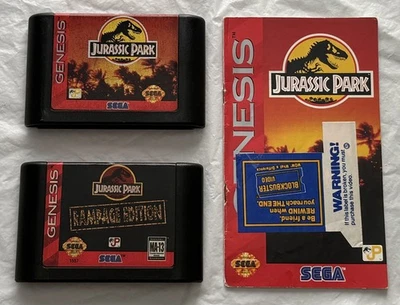 GENESIS
JURASSIC PARK
SEGA
GENESIS
JURASSIC PARK
RAMPAGE EDITION
SEGA
MA-13
GENESIS
JURASSIC PARK
WARNING!
If this label is broken, you must
purchase this video.
BLOCKBUSTER
VIDEO
Be a friend.
REWIND when
you reach THE END.
SEGA